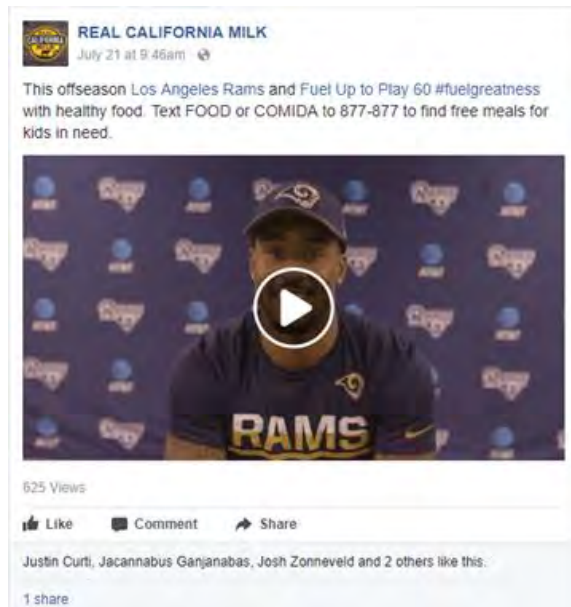 REAL CALIFORNIA MILK
July 21 at 9:46am
This offseason Los Angeles Rams and Fuel Up to Play 60 #fuelgreatness
with healthy food. Text FOOD or COMIDA to 877-877 to find free meals for
kids in need.
RAMS
625 Views
Like Comment Share
Justin Curti, Jacannabus Ganjanabas, Josh Zonneveld and 2 others like this.
1 share